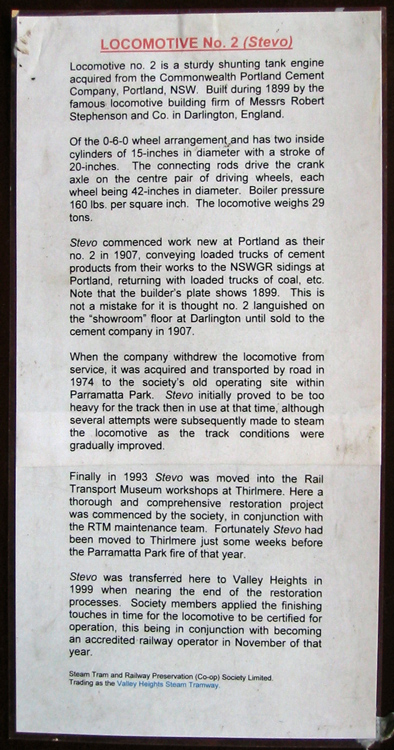 LOCOMOTIVE No. 2 (Stevo)
Locomotive no. 2 is a sturdy shunting tank engine
acquired from the Commonwealth Portland Cement
Company, Portland, NSW. Built during 1899 by the
famous locomotive building firm of Messrs Robert
Stephenson and Co. in Darlington, England.
Of the 0-6-0 wheel arrangement and has two inside
cylinders of 15-inches in diameter with a stroke of
20-inches. The connecting rods drive the crank
axle on the centre pair of driving wheels, each
wheel being 42-inches in diameter. Boiler pressure
160 lbs. per square inch. The locomotive weighs 29
tons.
Stevo commenced work new at Portland as their
no. 2 in 1907, conveying loaded trucks of cement
products from their works to the NSWGR sidings at
Portland, returning with loaded trucks of coal, etc.
Note that the builder's plate shows 1899. This is
not a mistake for it is thought no. 2 languished on
the "showroom" floor at Darlington until sold to the
cement company in 1907.
When the company withdrew the locomotive from
service, it was acquired and transported by road in
1974 to the society's old operating site within
Parramatta Park. Stevo initially proved to be too
heavy for the track then in use at that time, although
several attempts were subsequently made to steam
the locomotive as the track conditions were
gradually improved.
Finally in 1993 Stevo was moved into the Rail
Transport Museum workshops at Thirlmere. Here a
thorough and comprehensive restoration project
was commenced by the society, in conjunction with
the RTM maintenance team. Fortunately Stevo had
been moved to Thirlmere just some weeks before
the Parramatta Park fire of that year.
Stevo was transferred here to Valley Heights in
1999 when nearing the end of the restoration
processes. Society members applied the finishing
touches in time for the locomotive to be certified for
operation, this being in conjunction with becoming
an accredited railway operator in November of that
year.
Steam Tram and Railway Preservation (Co-op) Society Limited.
Trading as the Valley Heights Steam Tramway.